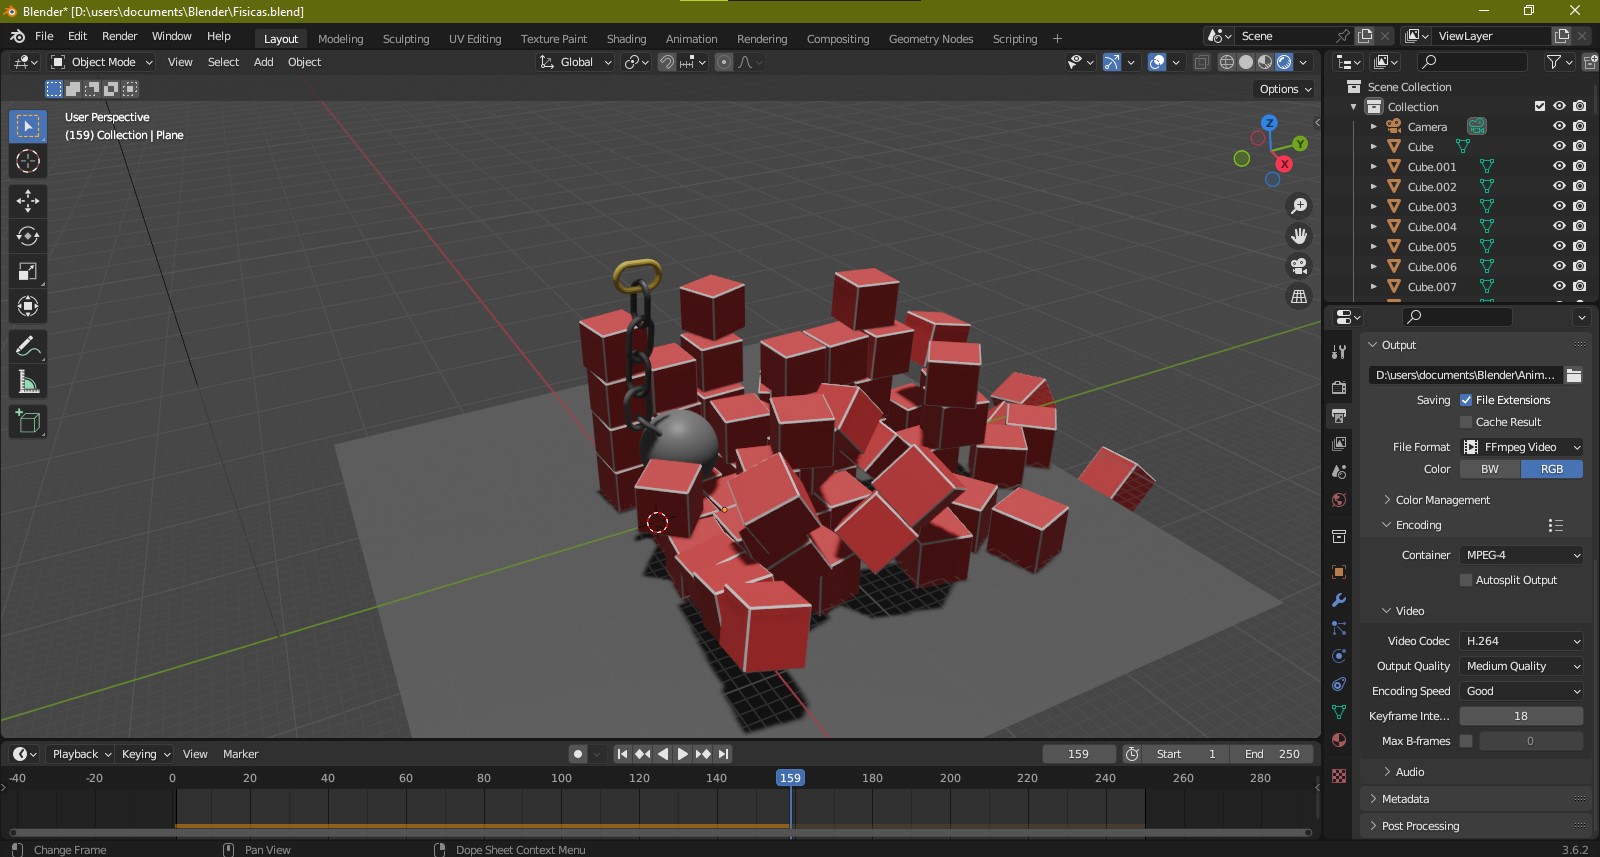 Blender* [D:\users\documents\Blender\Fisicas.blend]
File Edit Render Window Help Layout Modeling Sculpting UV Editing Texture Paint Shading Animation Rendering Compositing Geometry Nodes Scripting + Scene ViewLayer
Object Mode View Select Add Object Global
Options
User Perspective
(159) Collection | Plane
Z
Y
X
Scene Collection
Collection
Camera
Cube
Cube.001
Cube.002
Cube.003
Cube.004
Cube.005
Cube.006
Cube.007
Output
D:\users\documents\Blender\Anim...
Saving File Extensions
Cache Result
File Format FFmpeg Video
Color BW RGB
Color Management
Encoding
Container MPEG-4
Autosplit Output
Video
Video Codec H.264
Output Quality Medium Quality
Encoding Speed Good
Keyframe Inte... 18
Max B-frames 0
Audio
Metadata
Post Processing
Playback Keying View Marker 159 Start 1 End 250
-40 -20 0 20 40 60 80 100 120 140 159 180 200 220 240 260 280
Change Frame Pan View Dope Sheet Context Menu 3.6.2